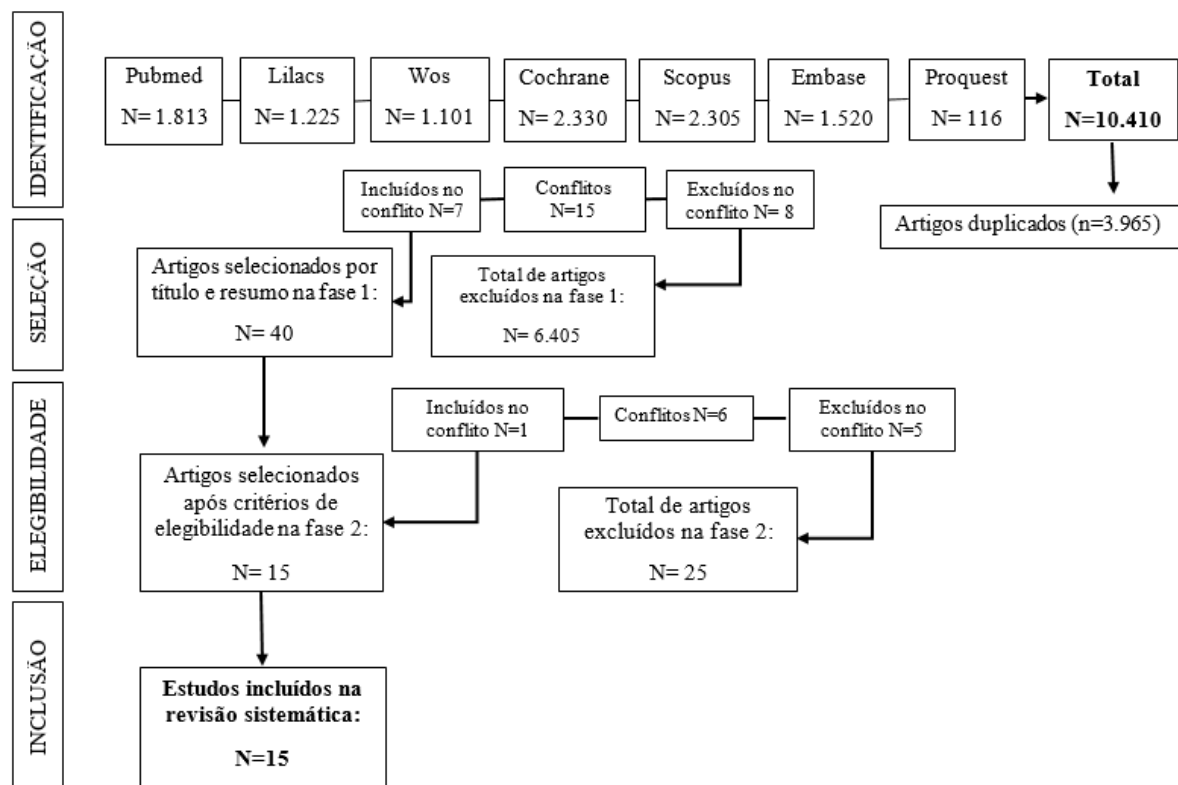 IDENTIFICAÇÃO
Pubmed
N= 1.813
Lilacs
N= 1.225
Wos
N= 1.101
Cochrane
N= 2.330
Scopus
N= 2.305
Embase
N= 1.520
Proquest
N= 116
Total
N=10.410
Artigos duplicados (n=3.965)
Incluídos no
conflito N=7
Conflitos
N=15
Excluídos no
conflito N= 8
SELEÇÃO
Artigos selecionados por
título e resumo na fase 1:
N= 40
Total de artigos
excluídos na fase 1:
N= 6.405
ELEGIBILIDADE
Incluídos no
conflito N=1
Conflitos N=6
Excluídos no
conflito N=5
Artigos selecionados
após critérios de
elegibilidade na fase 2:
N= 15
Total de artigos
excluídos na fase 2:
N= 25
INCLUSÃO
Estudos incluídos na
revisão sistemática:
N=15